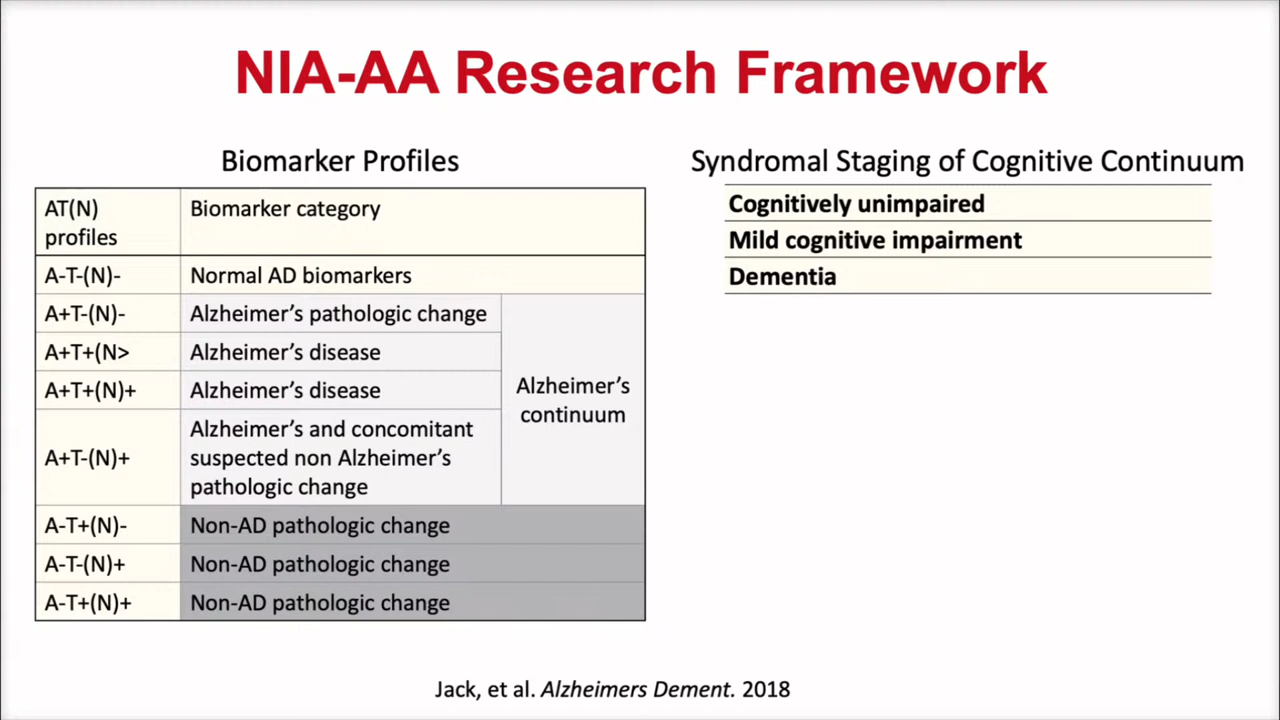 NIA-AA Research Framework
Biomarker Profiles
AT(N)
profiles
Biomarker category
A-T-(N)-
Normal AD biomarkers
A+T-(N)-
Alzheimer’s pathologic change
A+T+(N>
Alzheimer’s disease
A+T+(N)+
Alzheimer’s disease
A+T-(N)+
Alzheimer’s and concomitant
suspected non Alzheimer’s
pathologic change
Alzheimer’s
continuum
A-T+(N)-
Non-AD pathologic change
A-T-(N)+
Non-AD pathologic change
A-T+(N)+
Non-AD pathologic change
Syndromal Staging of Cognitive Continuum
Cognitively unimpaired
Mild cognitive impairment
Dementia
Jack, et al. Alzheimers Dement. 2018